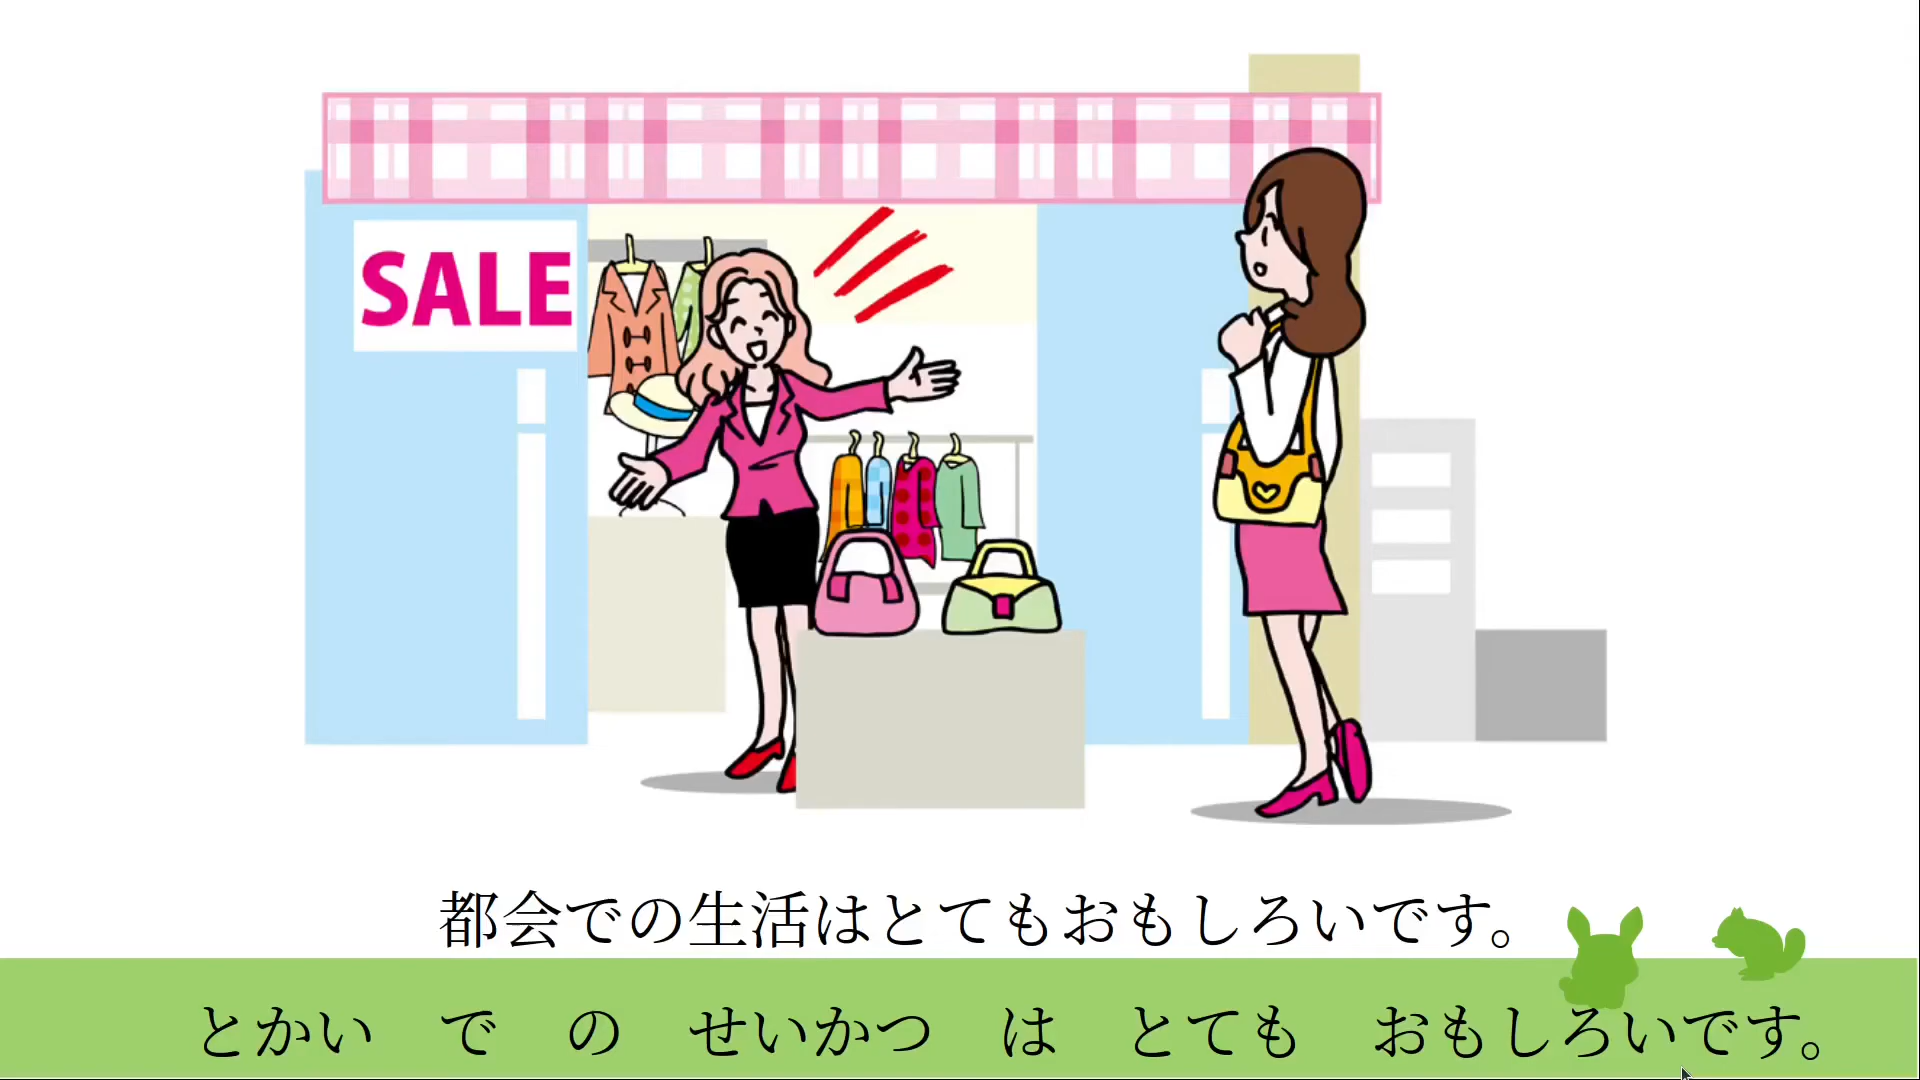 SALE
都会での生活はとてもおもしろいです。
とかい で の せいかつ は とても おもしろいです。